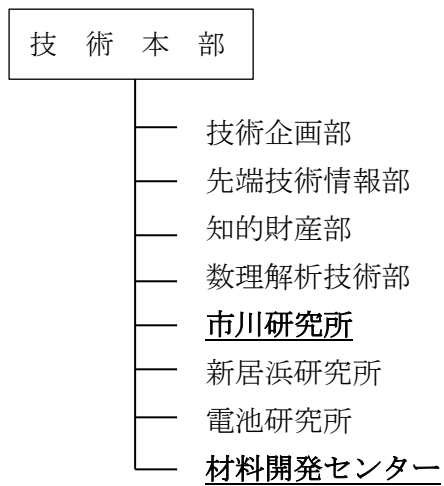 技術本部
技術企画部
先端技術情報部
知的財産部
数理解析技術部
市川研究所
新居浜研究所
電池研究所
材料開発センター